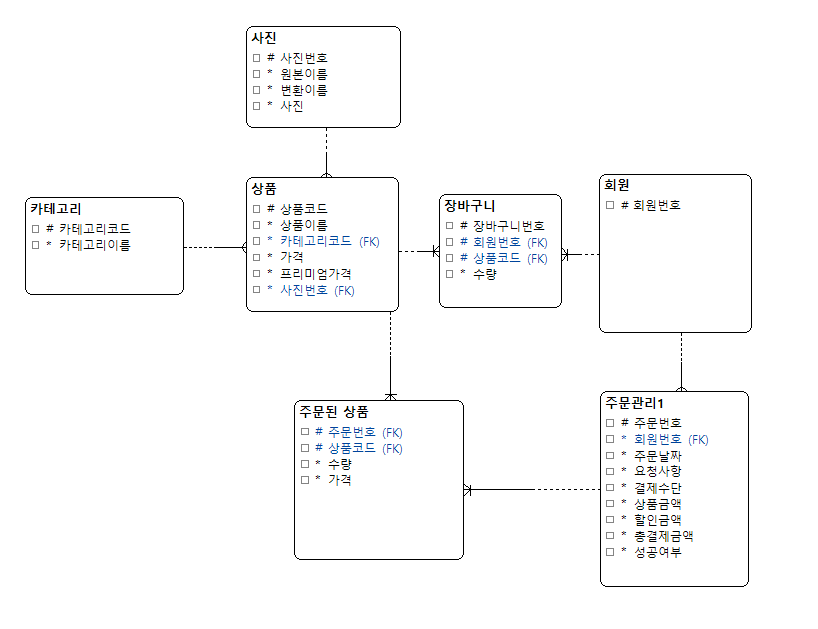 사진
# 사진번호
* 원본이름
* 변환이름
* 사진
카테고리
# 카테고리코드
* 카테고리이름
상품
# 상품코드
* 상품이름
* 카테고리코드 (FK)
* 가격
* 프리미엄가격
* 사진번호 (FK)
장바구니
# 장바구니번호
# 회원번호 (FK)
# 상품코드 (FK)
* 수량
회원
# 회원번호
주문된 상품
# 주문번호 (FK)
# 상품코드 (FK)
* 수량
* 가격
주문관리1
# 주문번호
* 회원번호 (FK)
* 주문날짜
* 요청사항
* 결제수단
* 상품금액
* 할인금액
* 총결제금액
* 성공여부